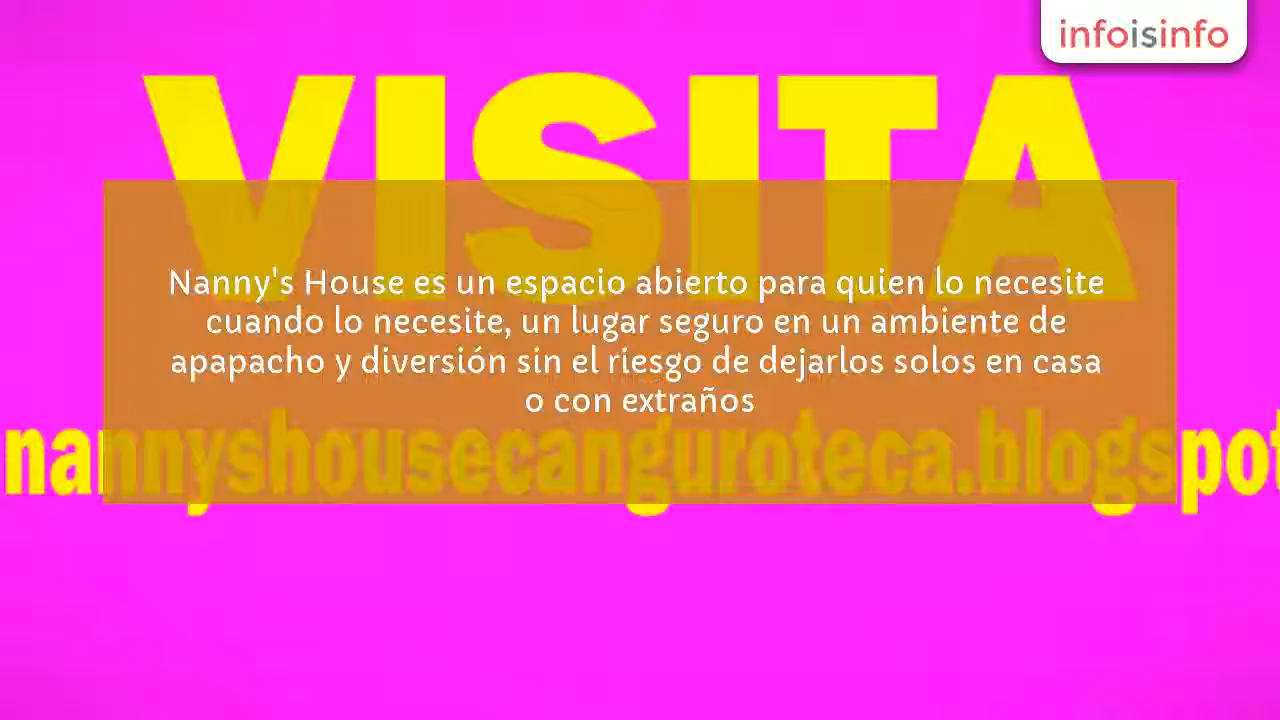 infoisinfo
VISITA
Nanny's House es un espacio abierto para quien lo necesite
cuando lo necesite, un lugar seguro en un ambiente de
apapacho y diversión sin el riesgo de dejarlos solos en casa
o con extraños
nannyshousecanguroteca.blogspot